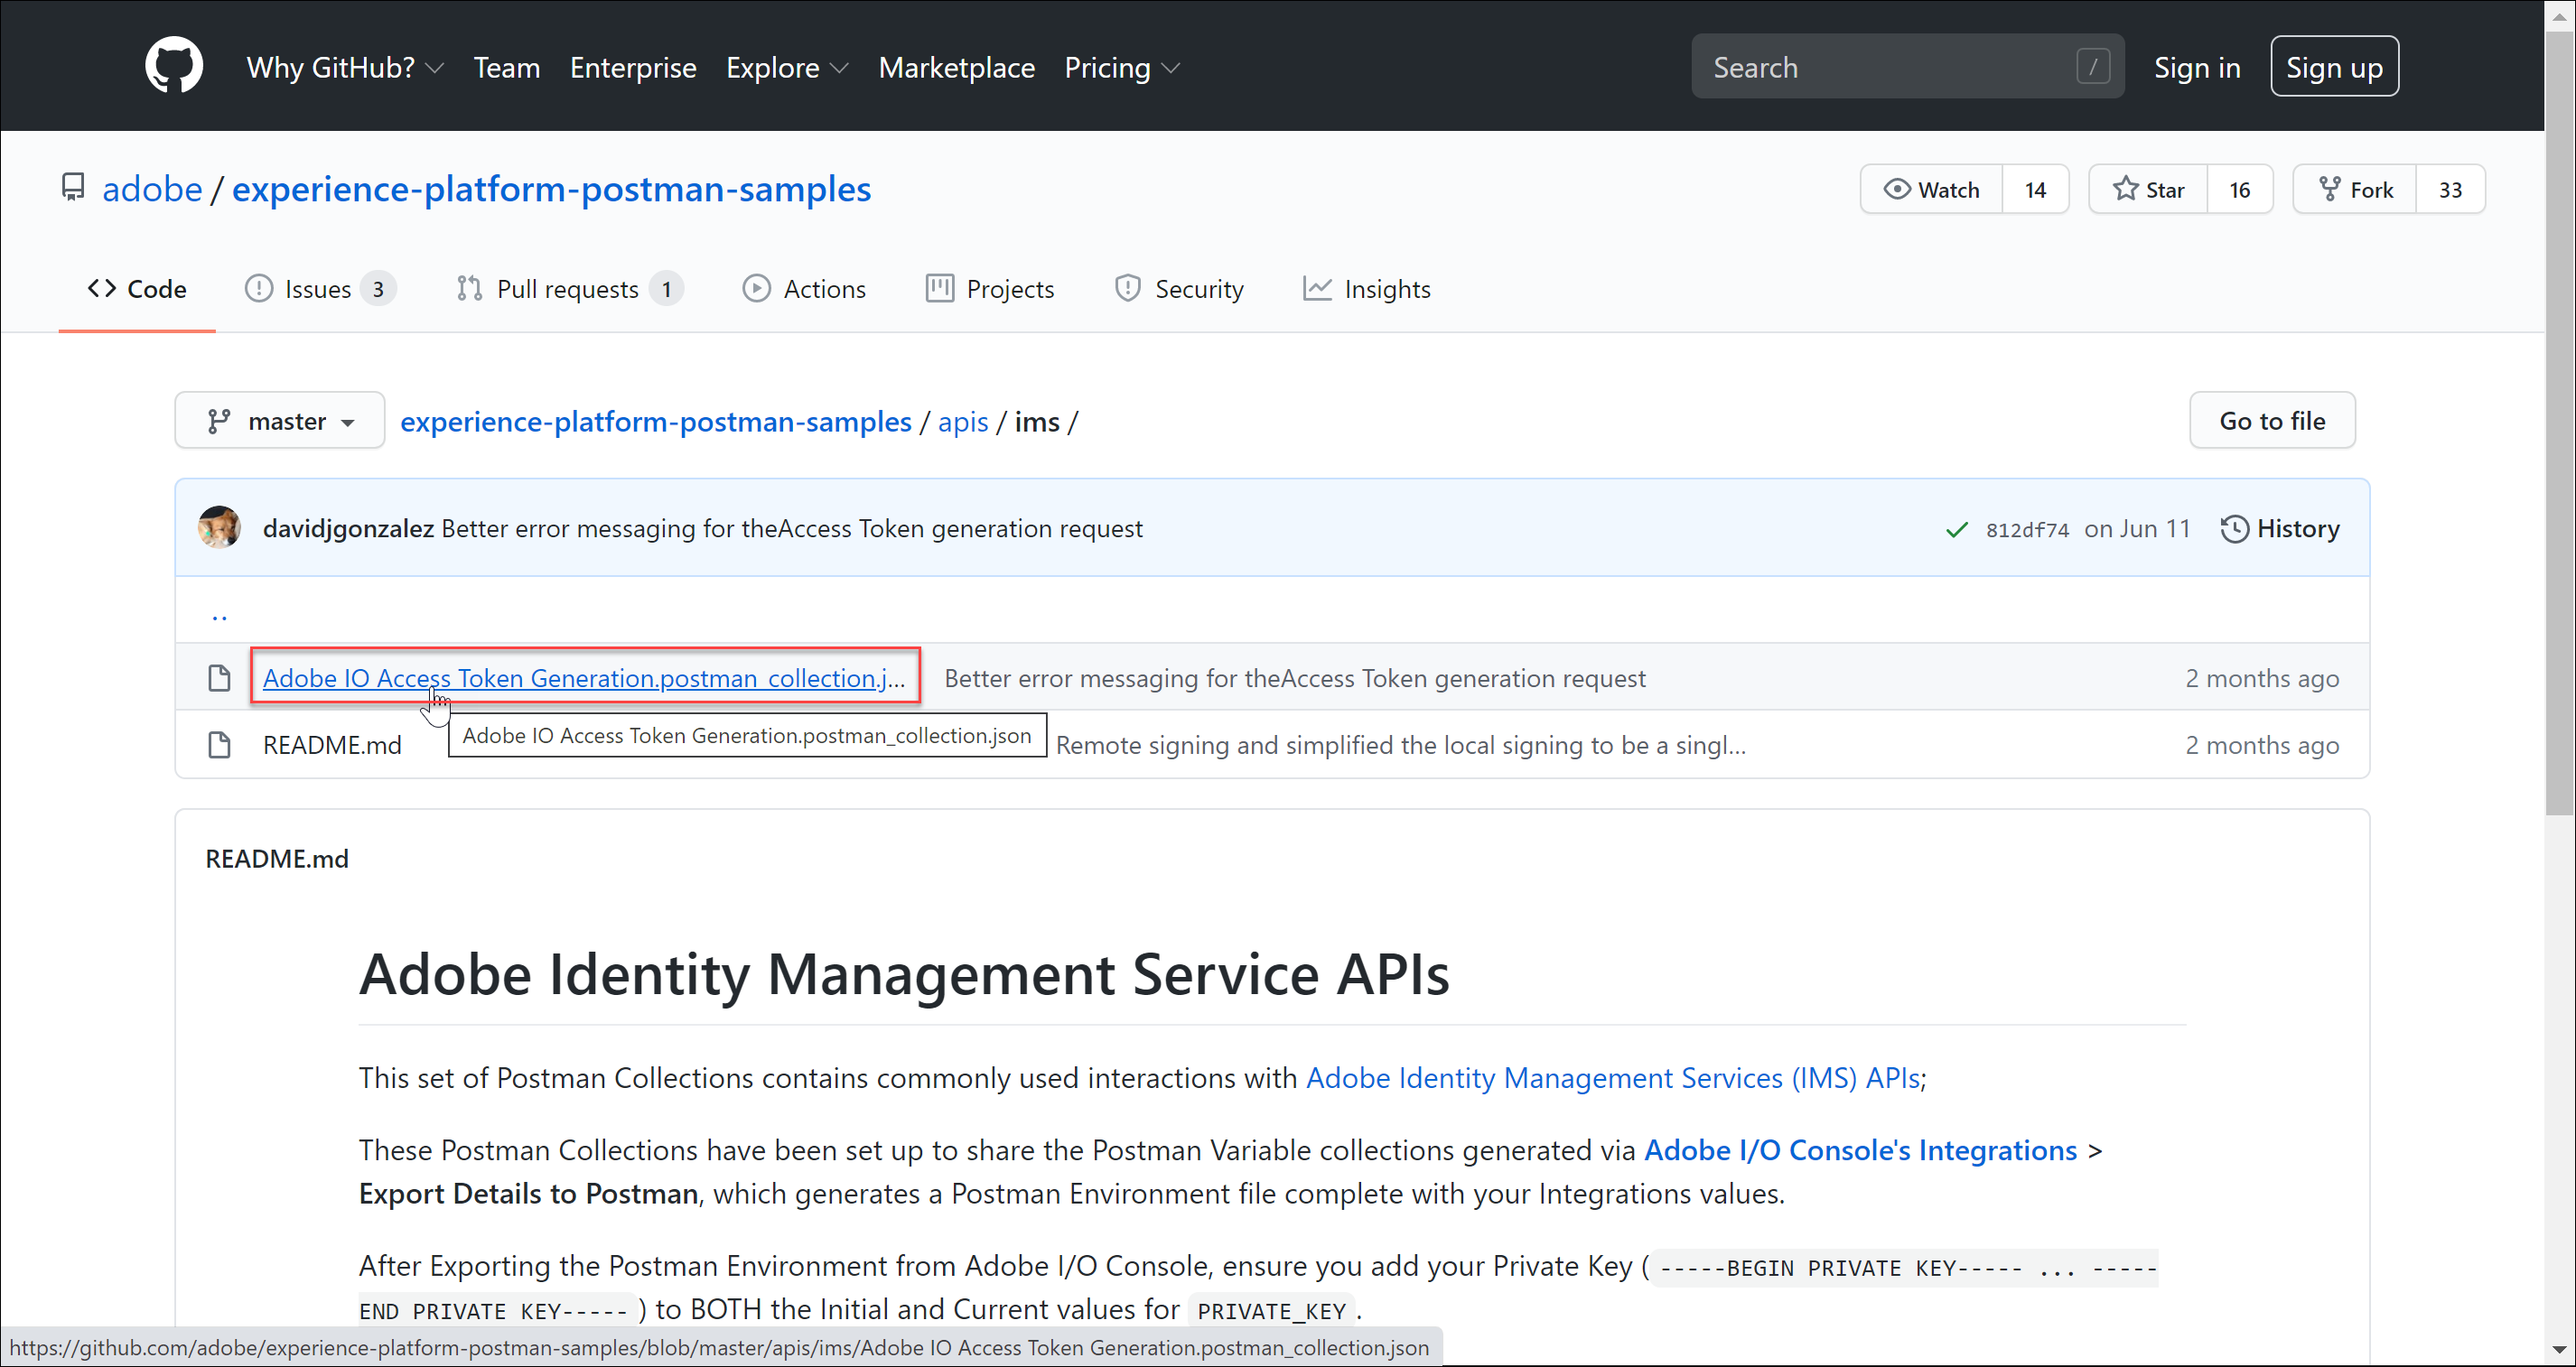 Why GitHub? Team Enterprise Explore Marketplace Pricing Search / Sign in Sign up
adobe / experience-platform-postman-samples Watch 14 Star 16 Fork 33
Code Issues 3 Pull requests 1 Actions Projects Security Insights
master experience-platform-postman-samples / apis / ims / Go to file
davidjgonzalez Better error messaging for theAccess Token generation request 812df74 on Jun 11 History
..
Adobe IO Access Token Generation.postman_collection.j... Better error messaging for theAccess Token generation request 2 months ago
Adobe IO Access Token Generation.postman_collection.json
README.md Remote signing and simplified the local signing to be a singl... 2 months ago
README.md
Adobe Identity Management Service APIs
This set of Postman Collections contains commonly used interactions with Adobe Identity Management Services (IMS) APIs;
These Postman Collections have been set up to share the Postman Variable collections generated via Adobe I/O Console's Integrations >
Export Details to Postman, which generates a Postman Environment file complete with your Integrations values.
After Exporting the Postman Environment from Adobe I/O Console, ensure you add your Private Key ( -----BEGIN PRIVATE KEY----- ... -----
END PRIVATE KEY----- ) to BOTH the Initial and Current values for PRIVATE_KEY .
https://github.com/adobe/experience-platform-postman-samples/blob/master/apis/ims/Adobe IO Access Token Generation.postman_collection.json